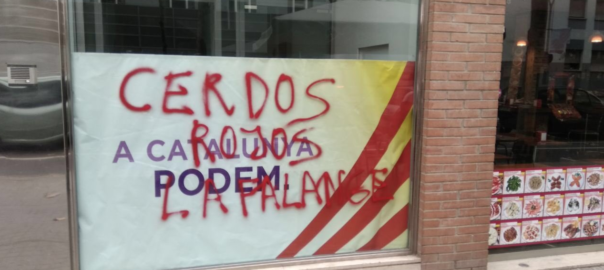 CERDOS
ROJOS
A CATALUNYA
PODEM.
LA FALANGE